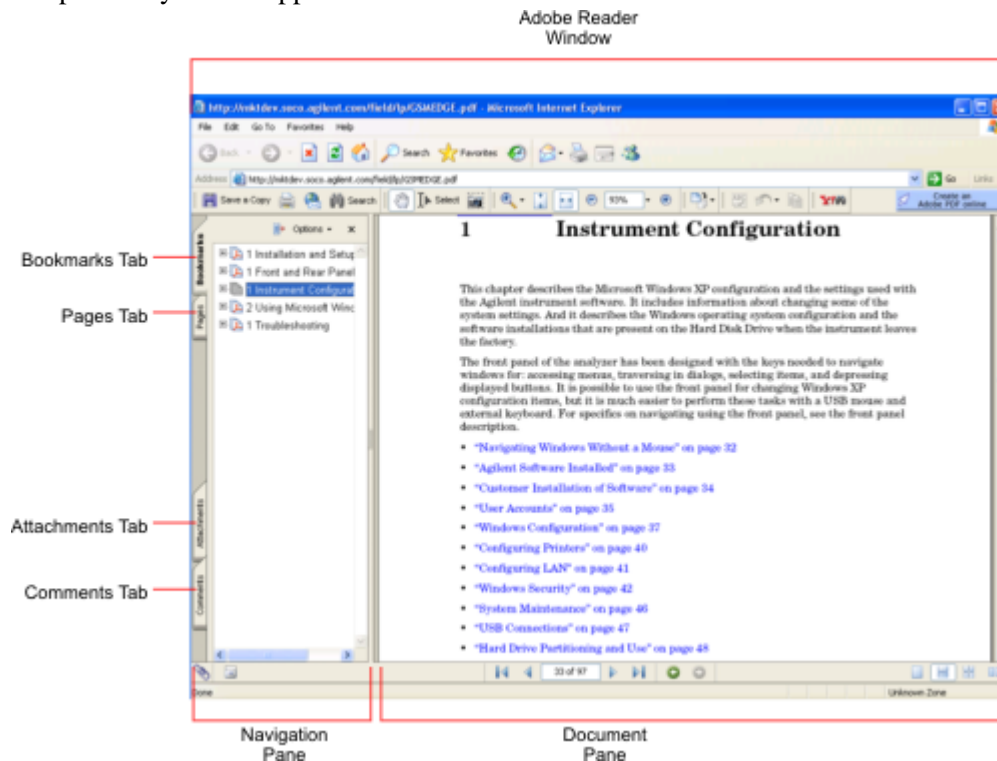 Adobe Reader
Window
http://mktdev.soco.agilent.com/field/lp/GSMEDGE.pdf - Microsoft Internet Explorer
File Edit Go To Favorites Help
Back Search Favorites
Address http://mktdev.soco.agilent.com/field/lp/GSMEDGE.pdf Go Links
Save a Copy Search Select 93% Create an
Adobe PDF online
Bookmarks Tab
Pages Tab
Attachments Tab
Comments Tab
Bookmarks
Pages
Attachments
Comments
Options
1 Installation and Setup
1 Front and Rear Panel
1 Instrument Configurat
2 Using Microsoft Winc
1 Troubleshooting
1 Instrument Configuration
This chapter describes the Microsoft Windows XP configuration and the settings used with
the Agilent instrument software. It includes information about changing some of the
system settings. And it describes the Windows operating system configuration and the
software installations that are present on the Hard Disk Drive when the instrument leaves
the factory.
The front panel of the analyzer has been designed with the keys needed to navigate
windows for: accessing menus, traversing in dialogs, selecting items, and depressing
displayed buttons. It is possible to use the front panel for changing Windows XP
configuration items, but it is much easier to perform these tasks with a USB mouse and
external keyboard. For specifics on navigating using the front panel, see the front panel
description.
• "Navigating Windows Without a Mouse" on page 32
• "Agilent Software Installed" on page 33
• "Customer Installation of Software" on page 34
• "User Accounts" on page 35
• "Windows Configuration" on page 37
• "Configuring Printers" on page 40
• "Configuring LAN" on page 41
• "Windows Security" on page 42
• "System Maintenance" on page 46
• "USB Connections" on page 47
• "Hard Drive Partitioning and Use" on page 48
33 of 97
Done Unknown Zone
Navigation
Pane
Document
Pane